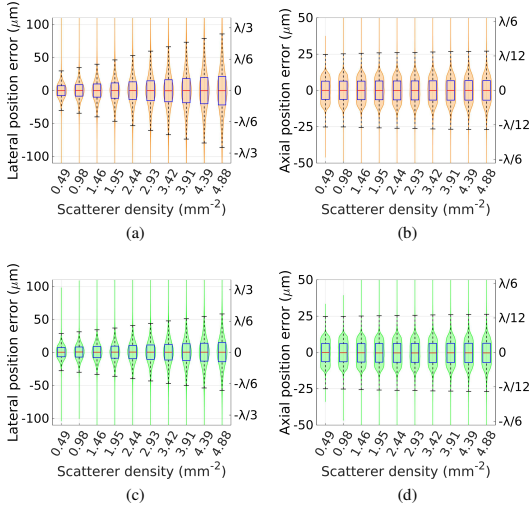 Lateral position error (μm)
100
50
0
-50
-100
λ/3
λ/6
0
-λ/6
-λ/3
0.49 0.98 1.46 1.95 2.44 2.93 3.42 3.91 4.39 4.88
Scatterer density (mm⁻²)
(a)
Axial position error (μm)
50
25
0
-25
-50
λ/6
λ/12
0
-λ/12
-λ/6
0.49 0.98 1.46 1.95 2.44 2.93 3.42 3.91 4.39 4.88
Scatterer density (mm⁻²)
(b)
Lateral position error (μm)
100
50
0
-50
-100
λ/3
λ/6
0
-λ/6
-λ/3
0.49 0.98 1.46 1.95 2.44 2.93 3.42 3.91 4.39 4.88
Scatterer density (mm⁻²)
(c)
Axial position error (μm)
50
25
0
-25
-50
λ/6
λ/12
0
-λ/12
-λ/6
0.49 0.98 1.46 1.95 2.44 2.93 3.42 3.91 4.39 4.88
Scatterer density (mm⁻²)
(d)